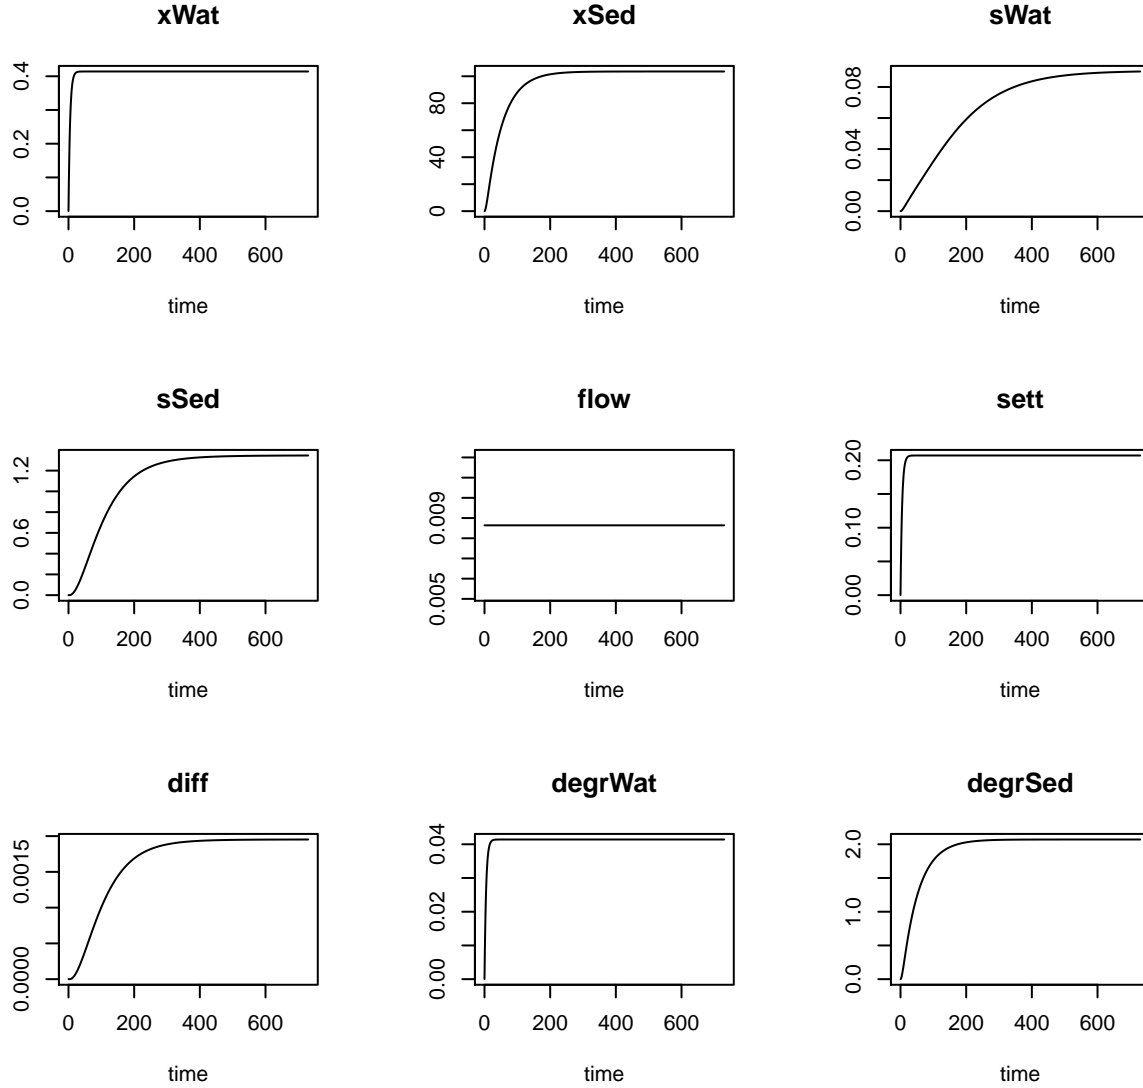 xWat xSed sWat
0.0 0.2 0.4
0 40 80
0.00 0.04 0.08
0 200 400 600
0 200 400 600
0 200 400 600
time time time
sSed flow sett
0.0 0.6 1.2
0.005 0.009
0.00 0.10 0.20
0 200 400 600
0 200 400 600
0 200 400 600
time time time
diff degrWat degrSed
0.0000 0.0015
0.00 0.02 0.04
0.0 1.0 2.0
0 200 400 600
0 200 400 600
0 200 400 600
time time time